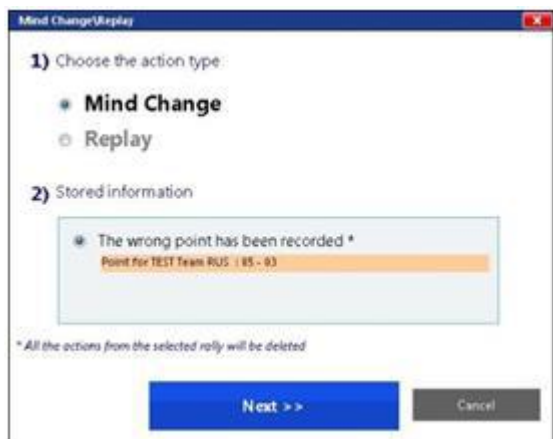 Mind Change\Replay
1) Choose the action type
Mind Change
Replay
2) Stored information
The wrong point has been recorded *
Point for TEST Team RUS : 05 - 03
* All the actions from the selected rally will be deleted
Next >>
Cancel